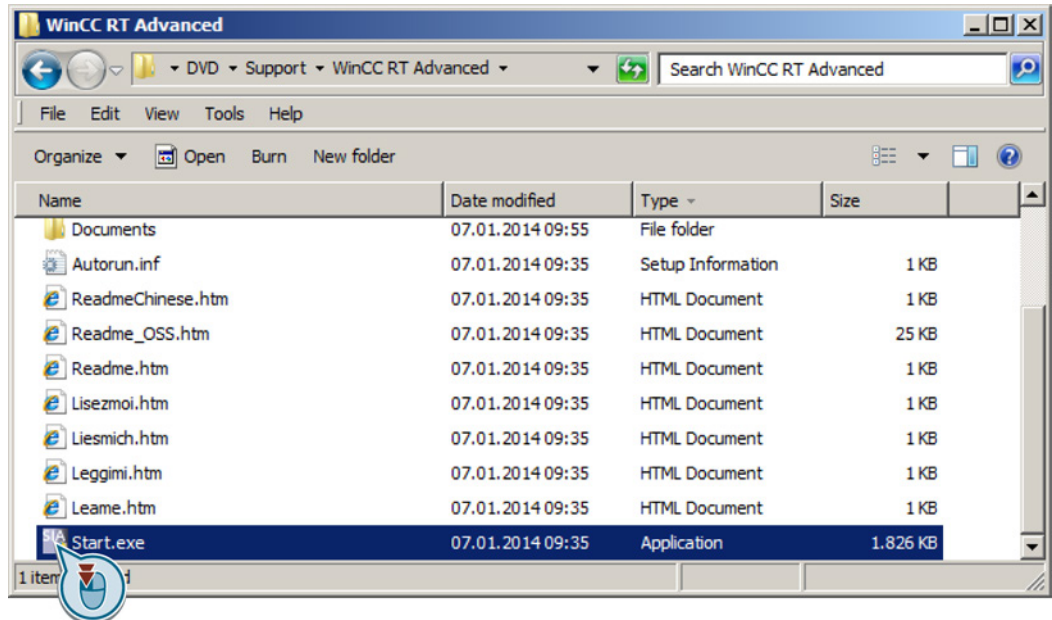 WinCC RT Advanced
DVD Support WinCC RT Advanced Search WinCC RT Advanced
File Edit View Tools Help
Organize Open Burn New folder
Name Date modified Type Size
Documents 07.01.2014 09:55 File folder
Autorun.inf 07.01.2014 09:35 Setup Information 1 KB
ReadmeChinese.htm 07.01.2014 09:35 HTML Document 1 KB
Readme_OSS.htm 07.01.2014 09:35 HTML Document 25 KB
Readme.htm 07.01.2014 09:35 HTML Document 1 KB
Lisezmoi.htm 07.01.2014 09:35 HTML Document 1 KB
Liesmich.htm 07.01.2014 09:35 HTML Document 1 KB
Leggimi.htm 07.01.2014 09:35 HTML Document 1 KB
Leame.htm 07.01.2014 09:35 HTML Document 1 KB
Start.exe 07.01.2014 09:35 Application 1.826 KB
1 item